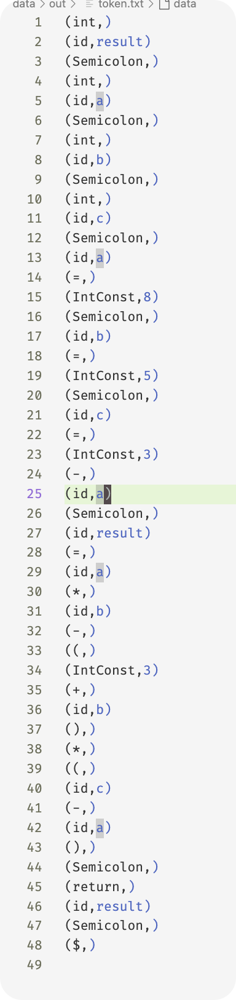 data > out > token.txt > data
1 (int,)
2 (id,result)
3 (Semicolon,)
4 (int,)
5 (id,a)
6 (Semicolon,)
7 (int,)
8 (id,b)
9 (Semicolon,)
10 (int,)
11 (id,c)
12 (Semicolon,)
13 (id,a)
14 (=,)
15 (IntConst,8)
16 (Semicolon,)
17 (id,b)
18 (=,)
19 (IntConst,5)
20 (Semicolon,)
21 (id,c)
22 (=,)
23 (IntConst,3)
24 (-,)
25 (id,a)
26 (Semicolon,)
27 (id,result)
28 (=,)
29 (id,a)
30 (*,)
31 (id,b)
32 (-,)
33 ((,)
34 (IntConst,3)
35 (+,)
36 (id,b)
37 (),)
38 (*,)
39 ((,)
40 (id,c)
41 (-,)
42 (id,a)
43 (),)
44 (Semicolon,)
45 (return,)
46 (id,result)
47 (Semicolon,)
48 ($,)
49